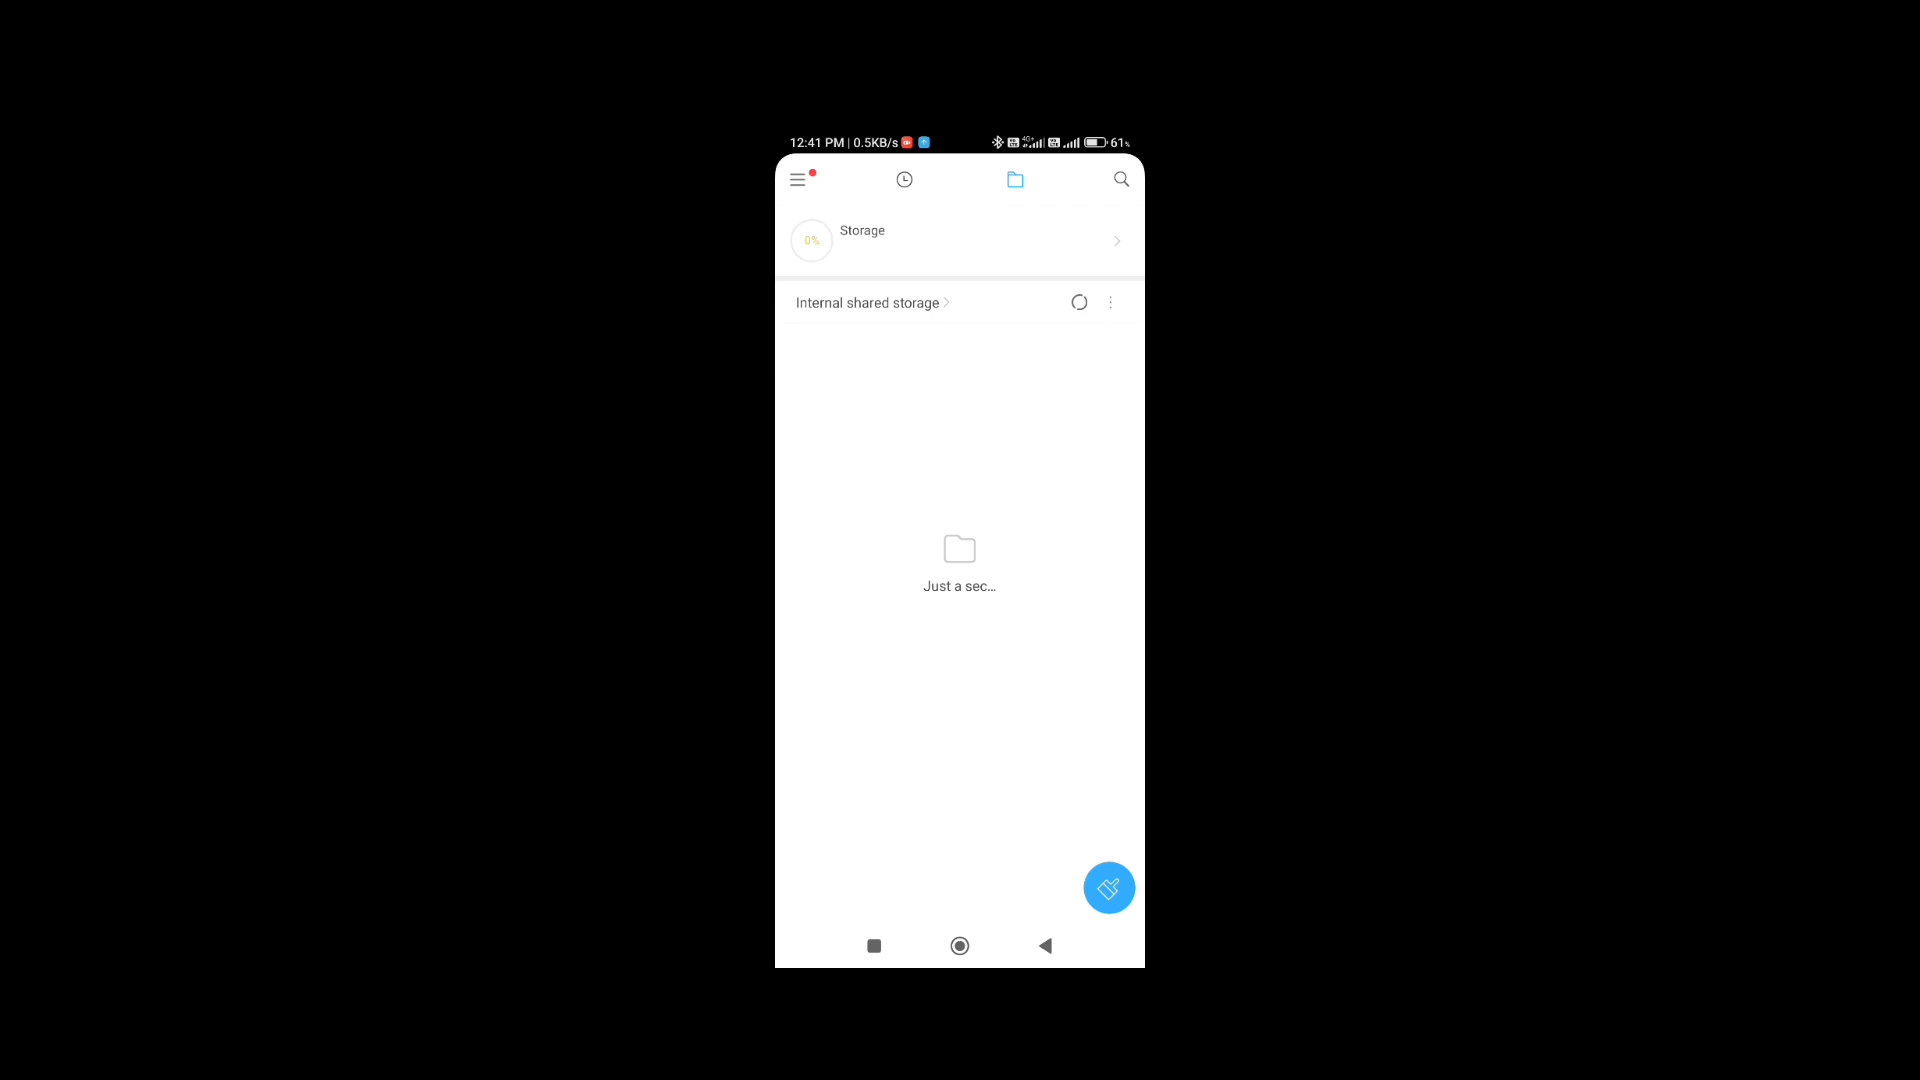 12:41 PM | 0.5KB/s 61%
0% Storage
Internal shared storage
Just a sec...